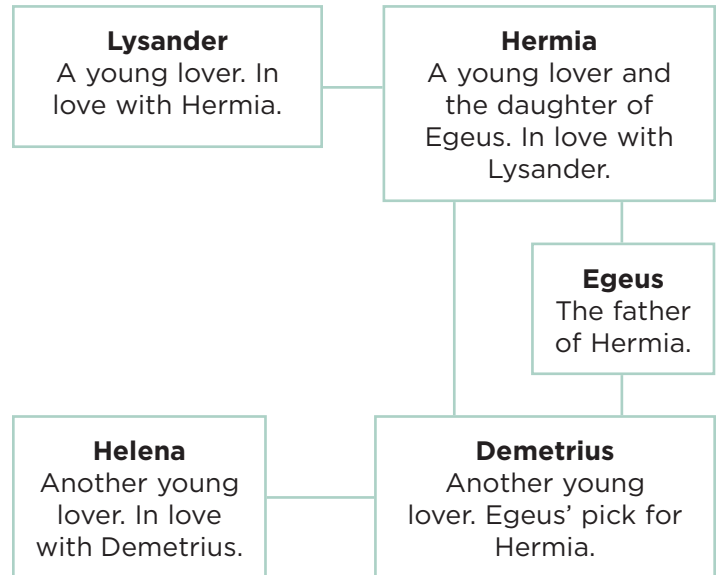 Lysander
A young lover. In
love with Hermia.
Hermia
A young lover and
the daughter of
Egeus. In love with
Lysander.
Egeus
The father
of Hermia.
Helena
Another young
lover. In love
with Demetrius.
Demetrius
Another young
lover. Egeus’ pick for
Hermia.